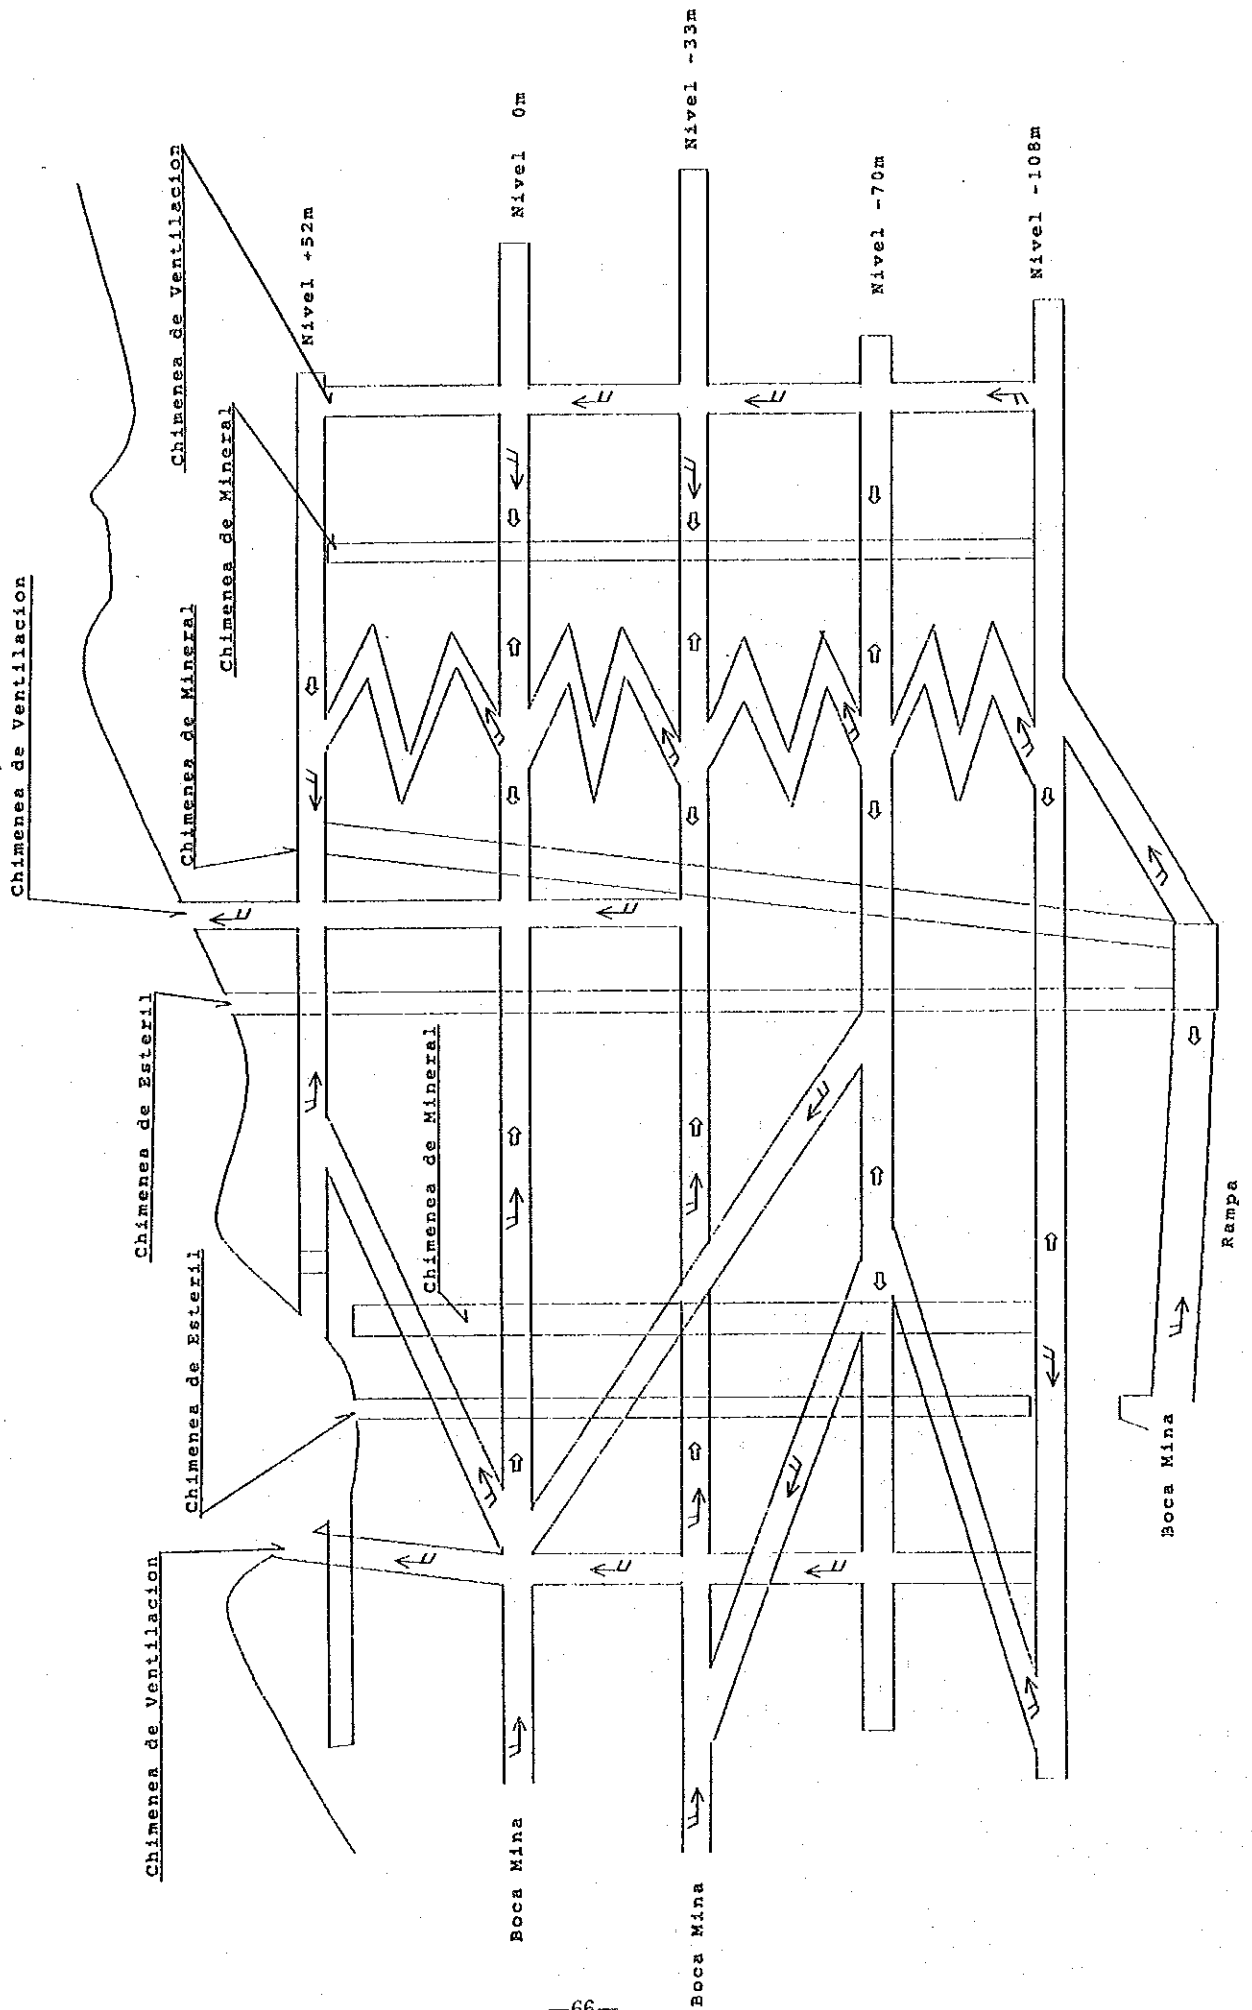 Chimenea de Ventilacion
Chimenea de Esteril
Chimenea de Esteril
Chimenea de Ventilacion
Chimenea de Mineral
Chimenea de Mineral
Chimenea de Ventilacion
Chimenea de Mineral
Nivel +52m
Boca Mina
Nivel 0m
Boca Mina
Nivel -33m
Nivel -70m
Nivel -108m
Boca Mina
Rampa
—99—